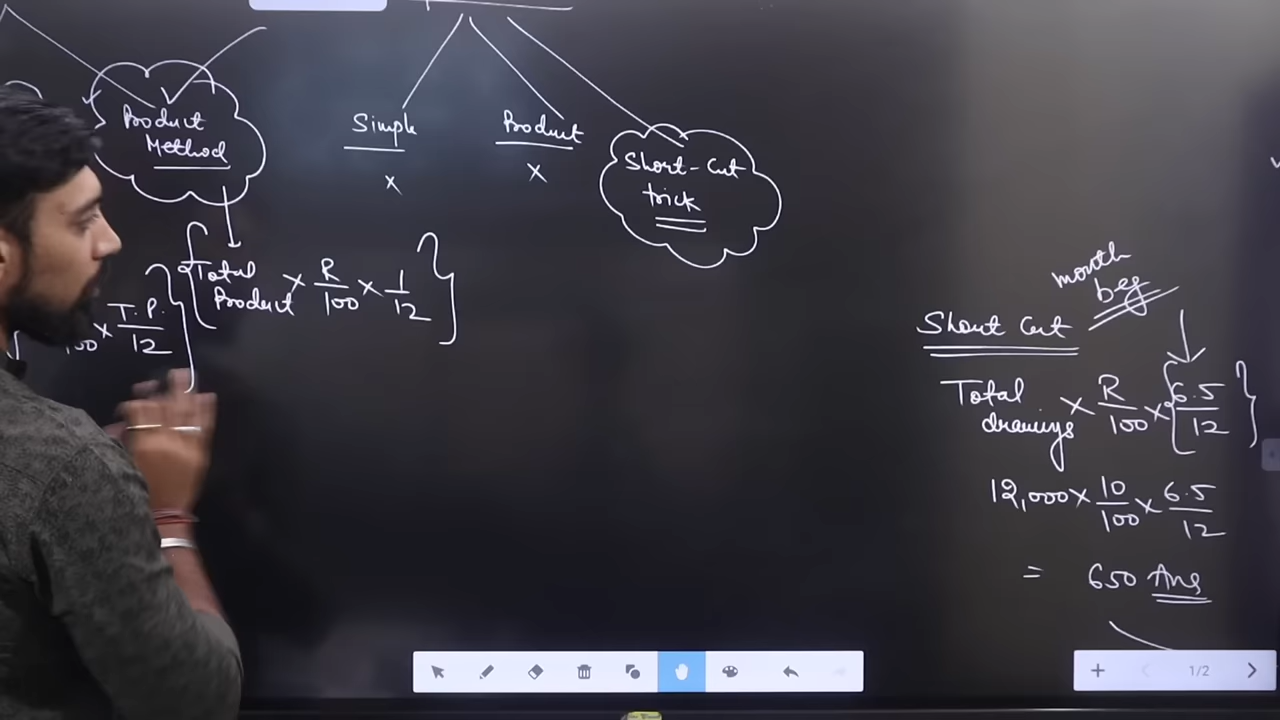 Product
Method
Total
Product × R/100 × 1/12
100 × T.P./12
Simple
×
Product
×
Short-Cut
trick
month
beg
Short Cut
Total
drawings × R/100 × 6.5/12
12,000 × 10/100 × 6.5/12
= 650 Ans
1/2